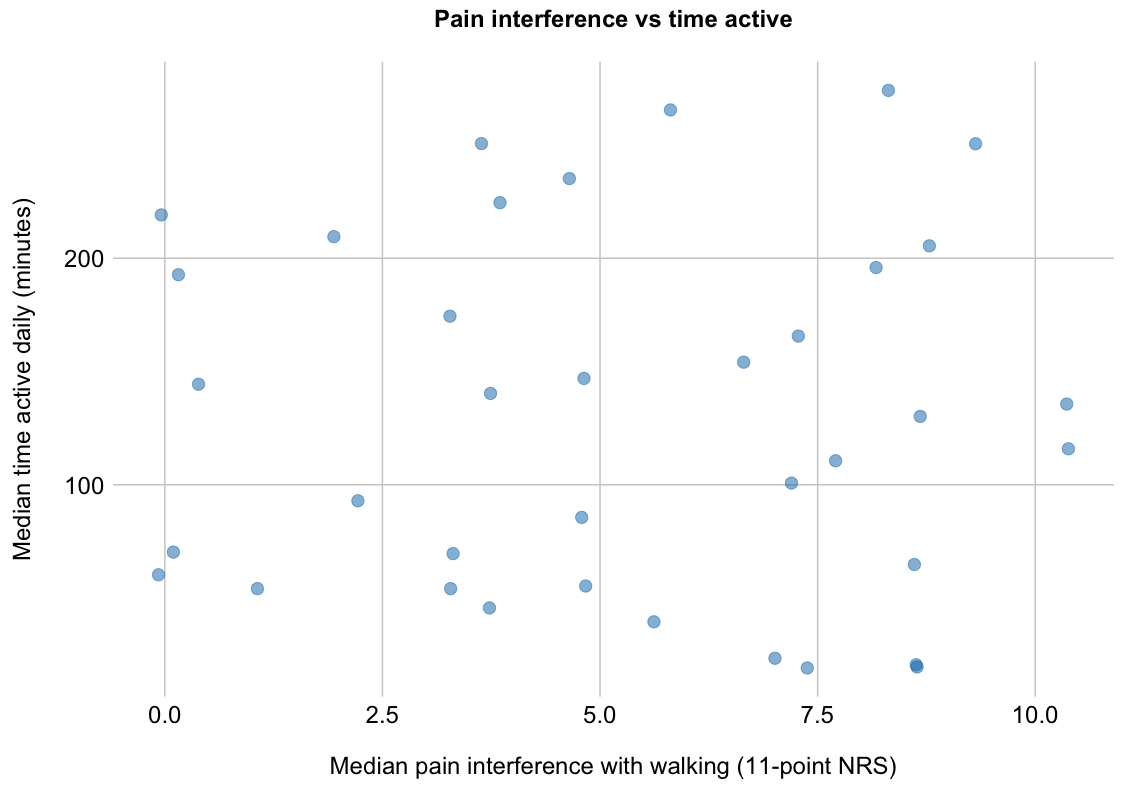 Pain interference vs time active
Median time active daily (minutes)
200
100
0.0 2.5 5.0 7.5 10.0
Median pain interference with walking (11-point NRS)